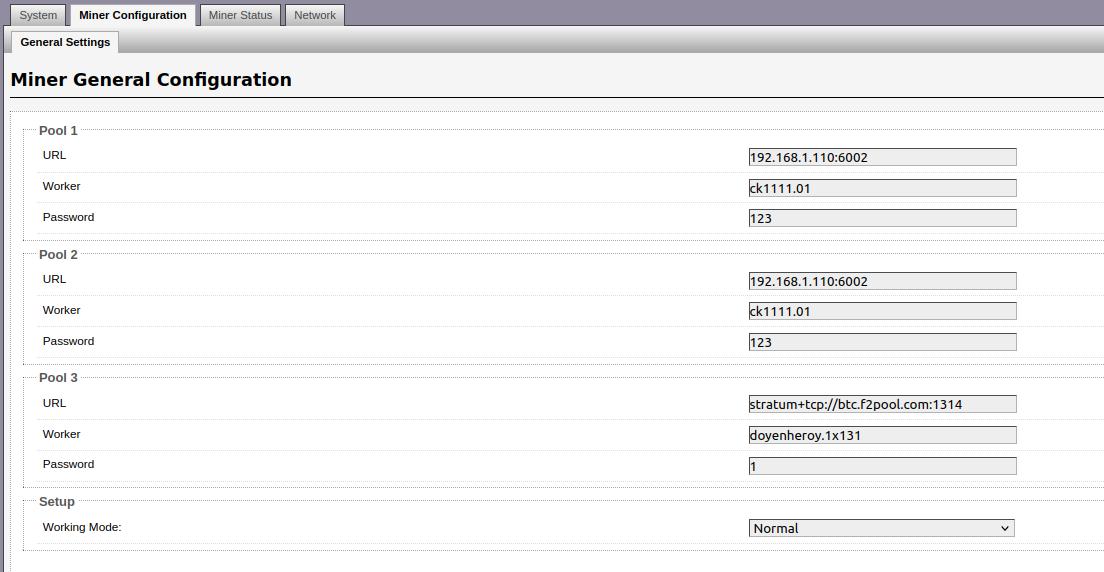 System Miner Configuration Miner Status Network
General Settings
Miner General Configuration
Pool 1
URL 192.168.1.110:6002
Worker ck1111.01
Password 123
Pool 2
URL 192.168.1.110:6002
Worker ck1111.01
Password 123
Pool 3
URL stratum+tcp://btc.f2pool.com:1314
Worker doyenheroy.1x131
Password 1
Setup
Working Mode: Normal